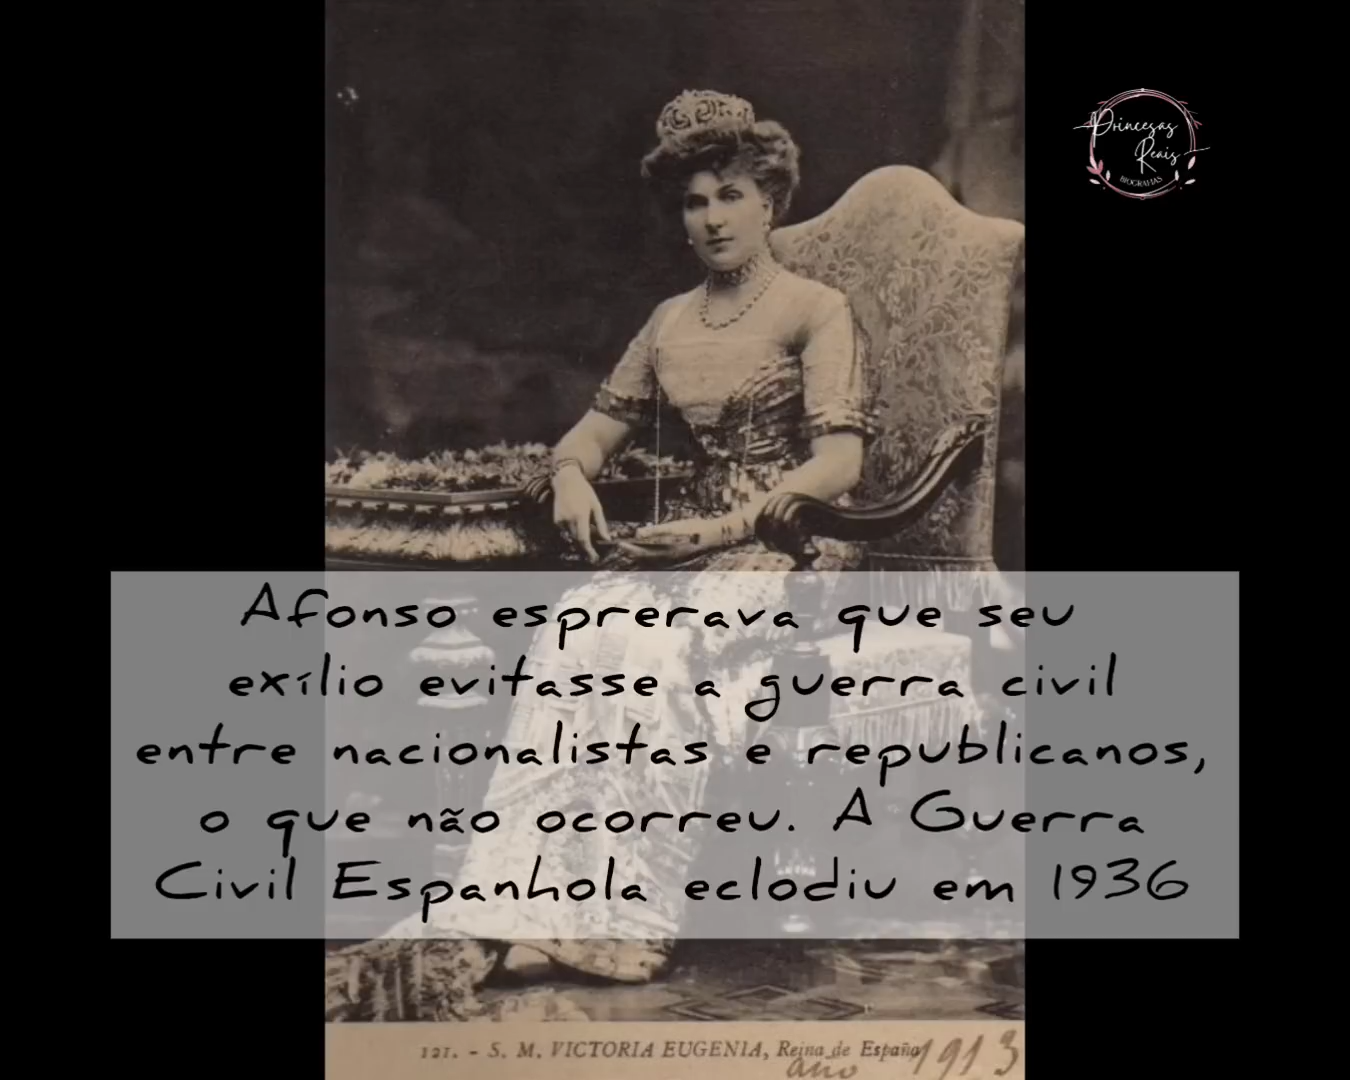 Princesas
Reais
BIOGRAFIAS
Afonso esprerava que seu
exílio evitasse a guerra civil
entre nacionalistas e republicanos,
o que não ocorreu. A Guerra
Civil Espanhola eclodiu em 1936
121. - S. M. VICTORIA EUGENIA, Reina de España
año 1913